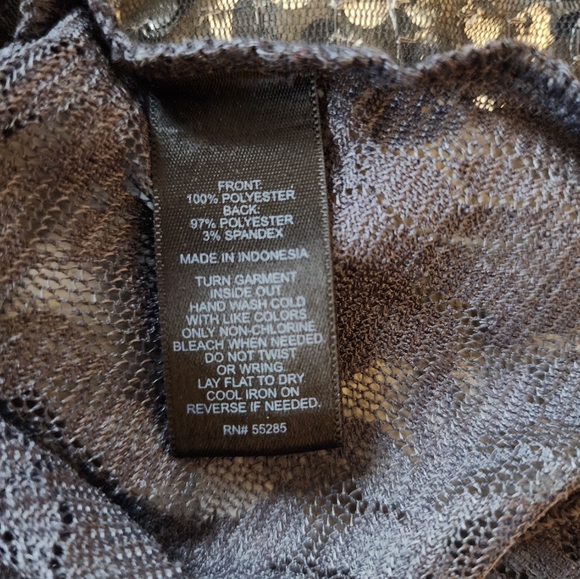 FRONT:
100% POLYESTER
BACK:
97% POLYESTER
3% SPANDEX
MADE IN INDONESIA
TURN GARMENT
INSIDE OUT
HAND WASH COLD
WITH LIKE COLORS
ONLY NON-CHLORINE
BLEACH WHEN NEEDED
DO NOT TWIST
OR WRING.
LAY FLAT TO DRY.
COOL IRON ON
REVERSE IF NEEDED.
RN# 55285